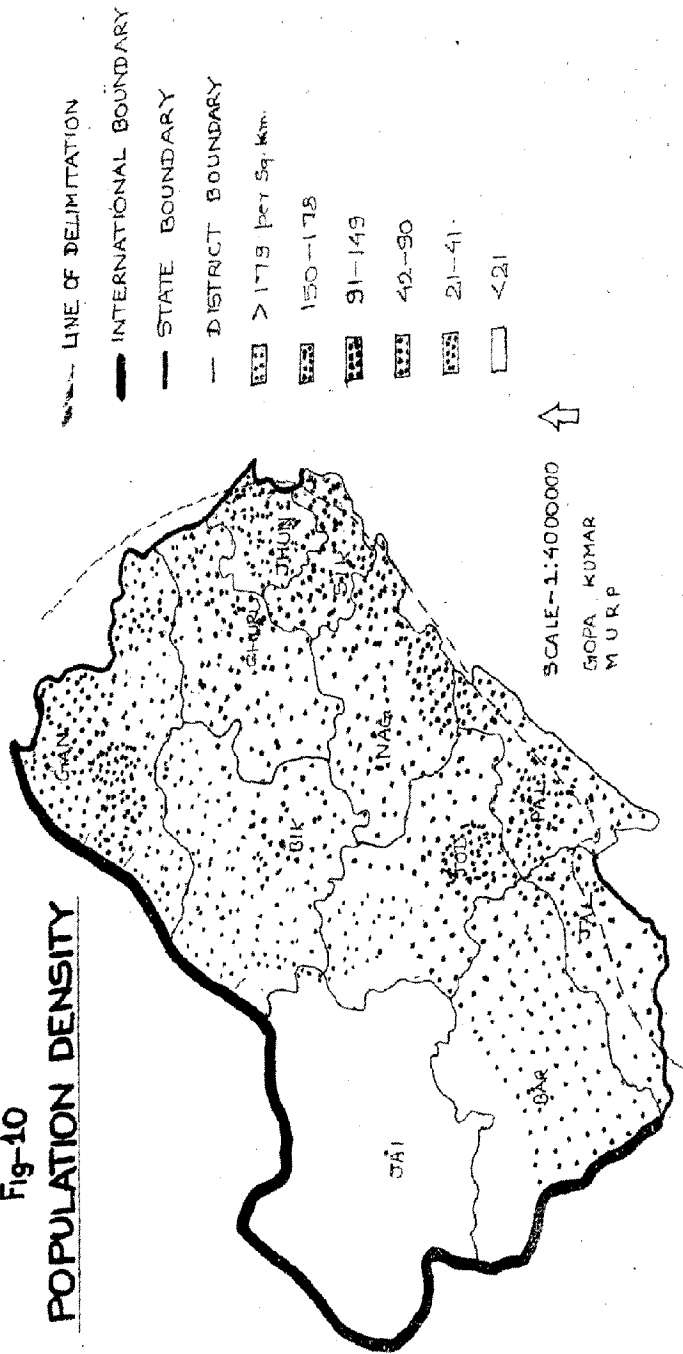 Fig-10
POPULATION DENSITY
LINE OF DELIMITATION
INTERNATIONAL BOUNDARY
STATE BOUNDARY
DISTRICT BOUNDARY
>179 per Sq. km.
150-178
91-149
42-90
21-41.
<21
GAN
CHURU
JHUN
SIK
BIK
NAG
JOD
PALI
JAI
BAR
JAL
SCALE-1:4000000
GOPA KUMAR
M U R P